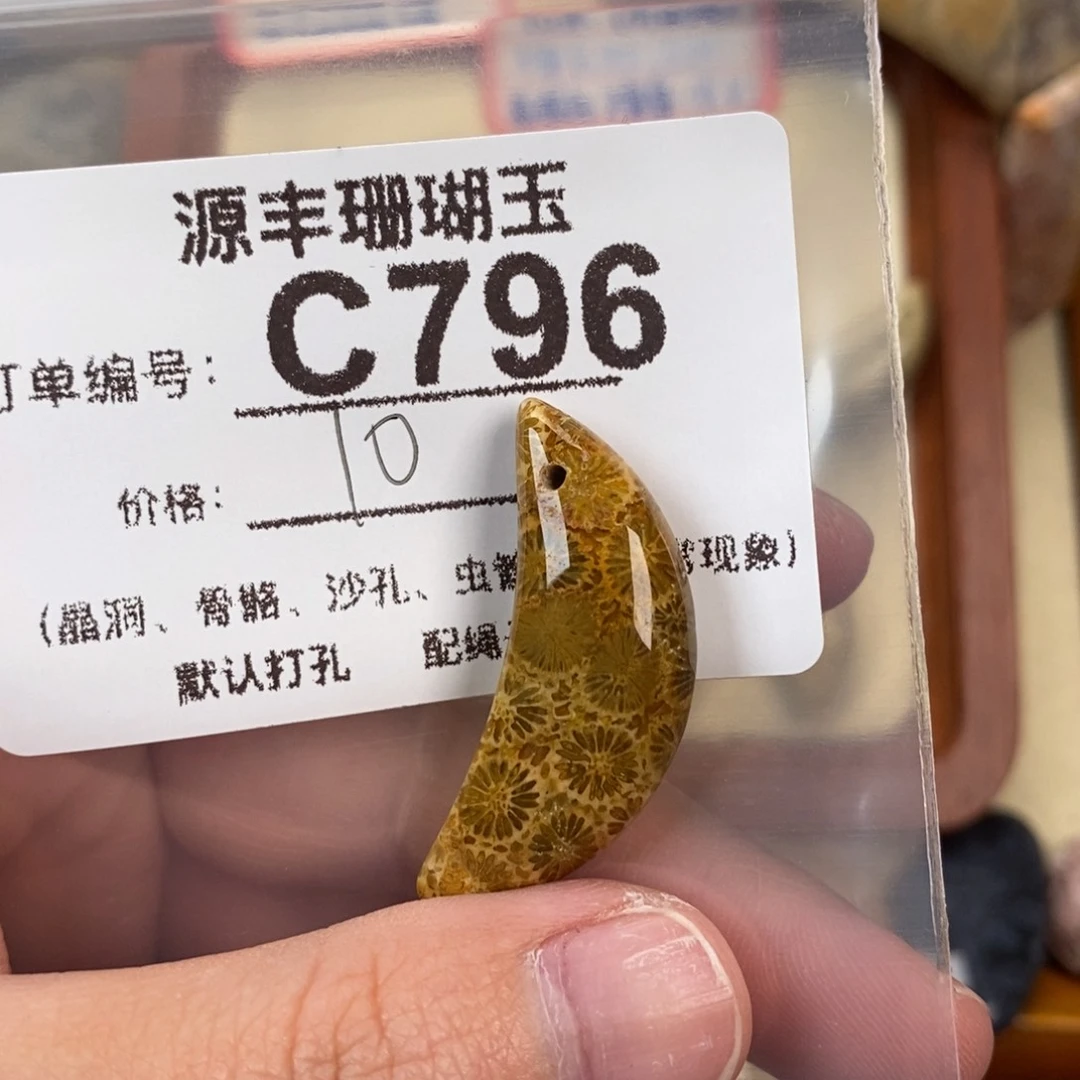 源丰珊瑚玉
订单编号： C796
价格： 10
（晶洞、骨骼、沙孔、虫 现象）
默认打孔 配绳